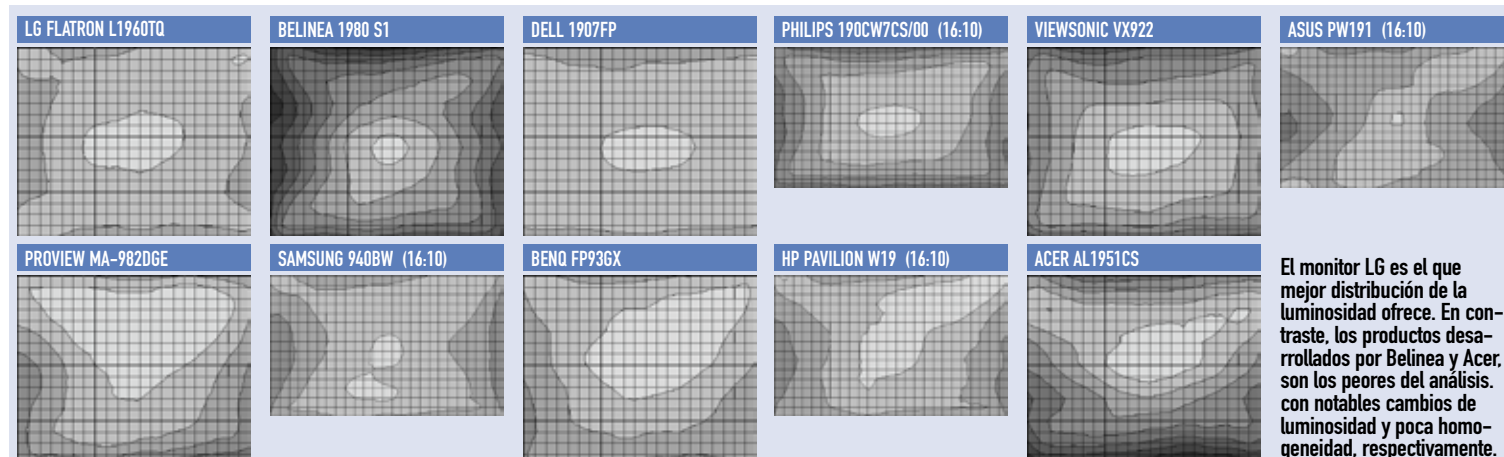 LG FLATRON L1960TQ
BELINEA 1980 S1
DELL 1907FP
PHILIPS 190CW7CS/00 (16:10)
VIEWSONIC VX922
ASUS PW191 (16:10)
PROVIEW MA-982DGE
SAMSUNG 940BW (16:10)
BENQ FP93GX
HP PAVILION W19 (16:10)
ACER AL1951CS
El monitor LG es el que
mejor distribución de la
luminosidad ofrece. En con-
traste, los productos desa-
rrollados por Belinea y Acer,
son los peores del análisis.
con notables cambios de
luminosidad y poca homo-
geneidad, respectivamente.